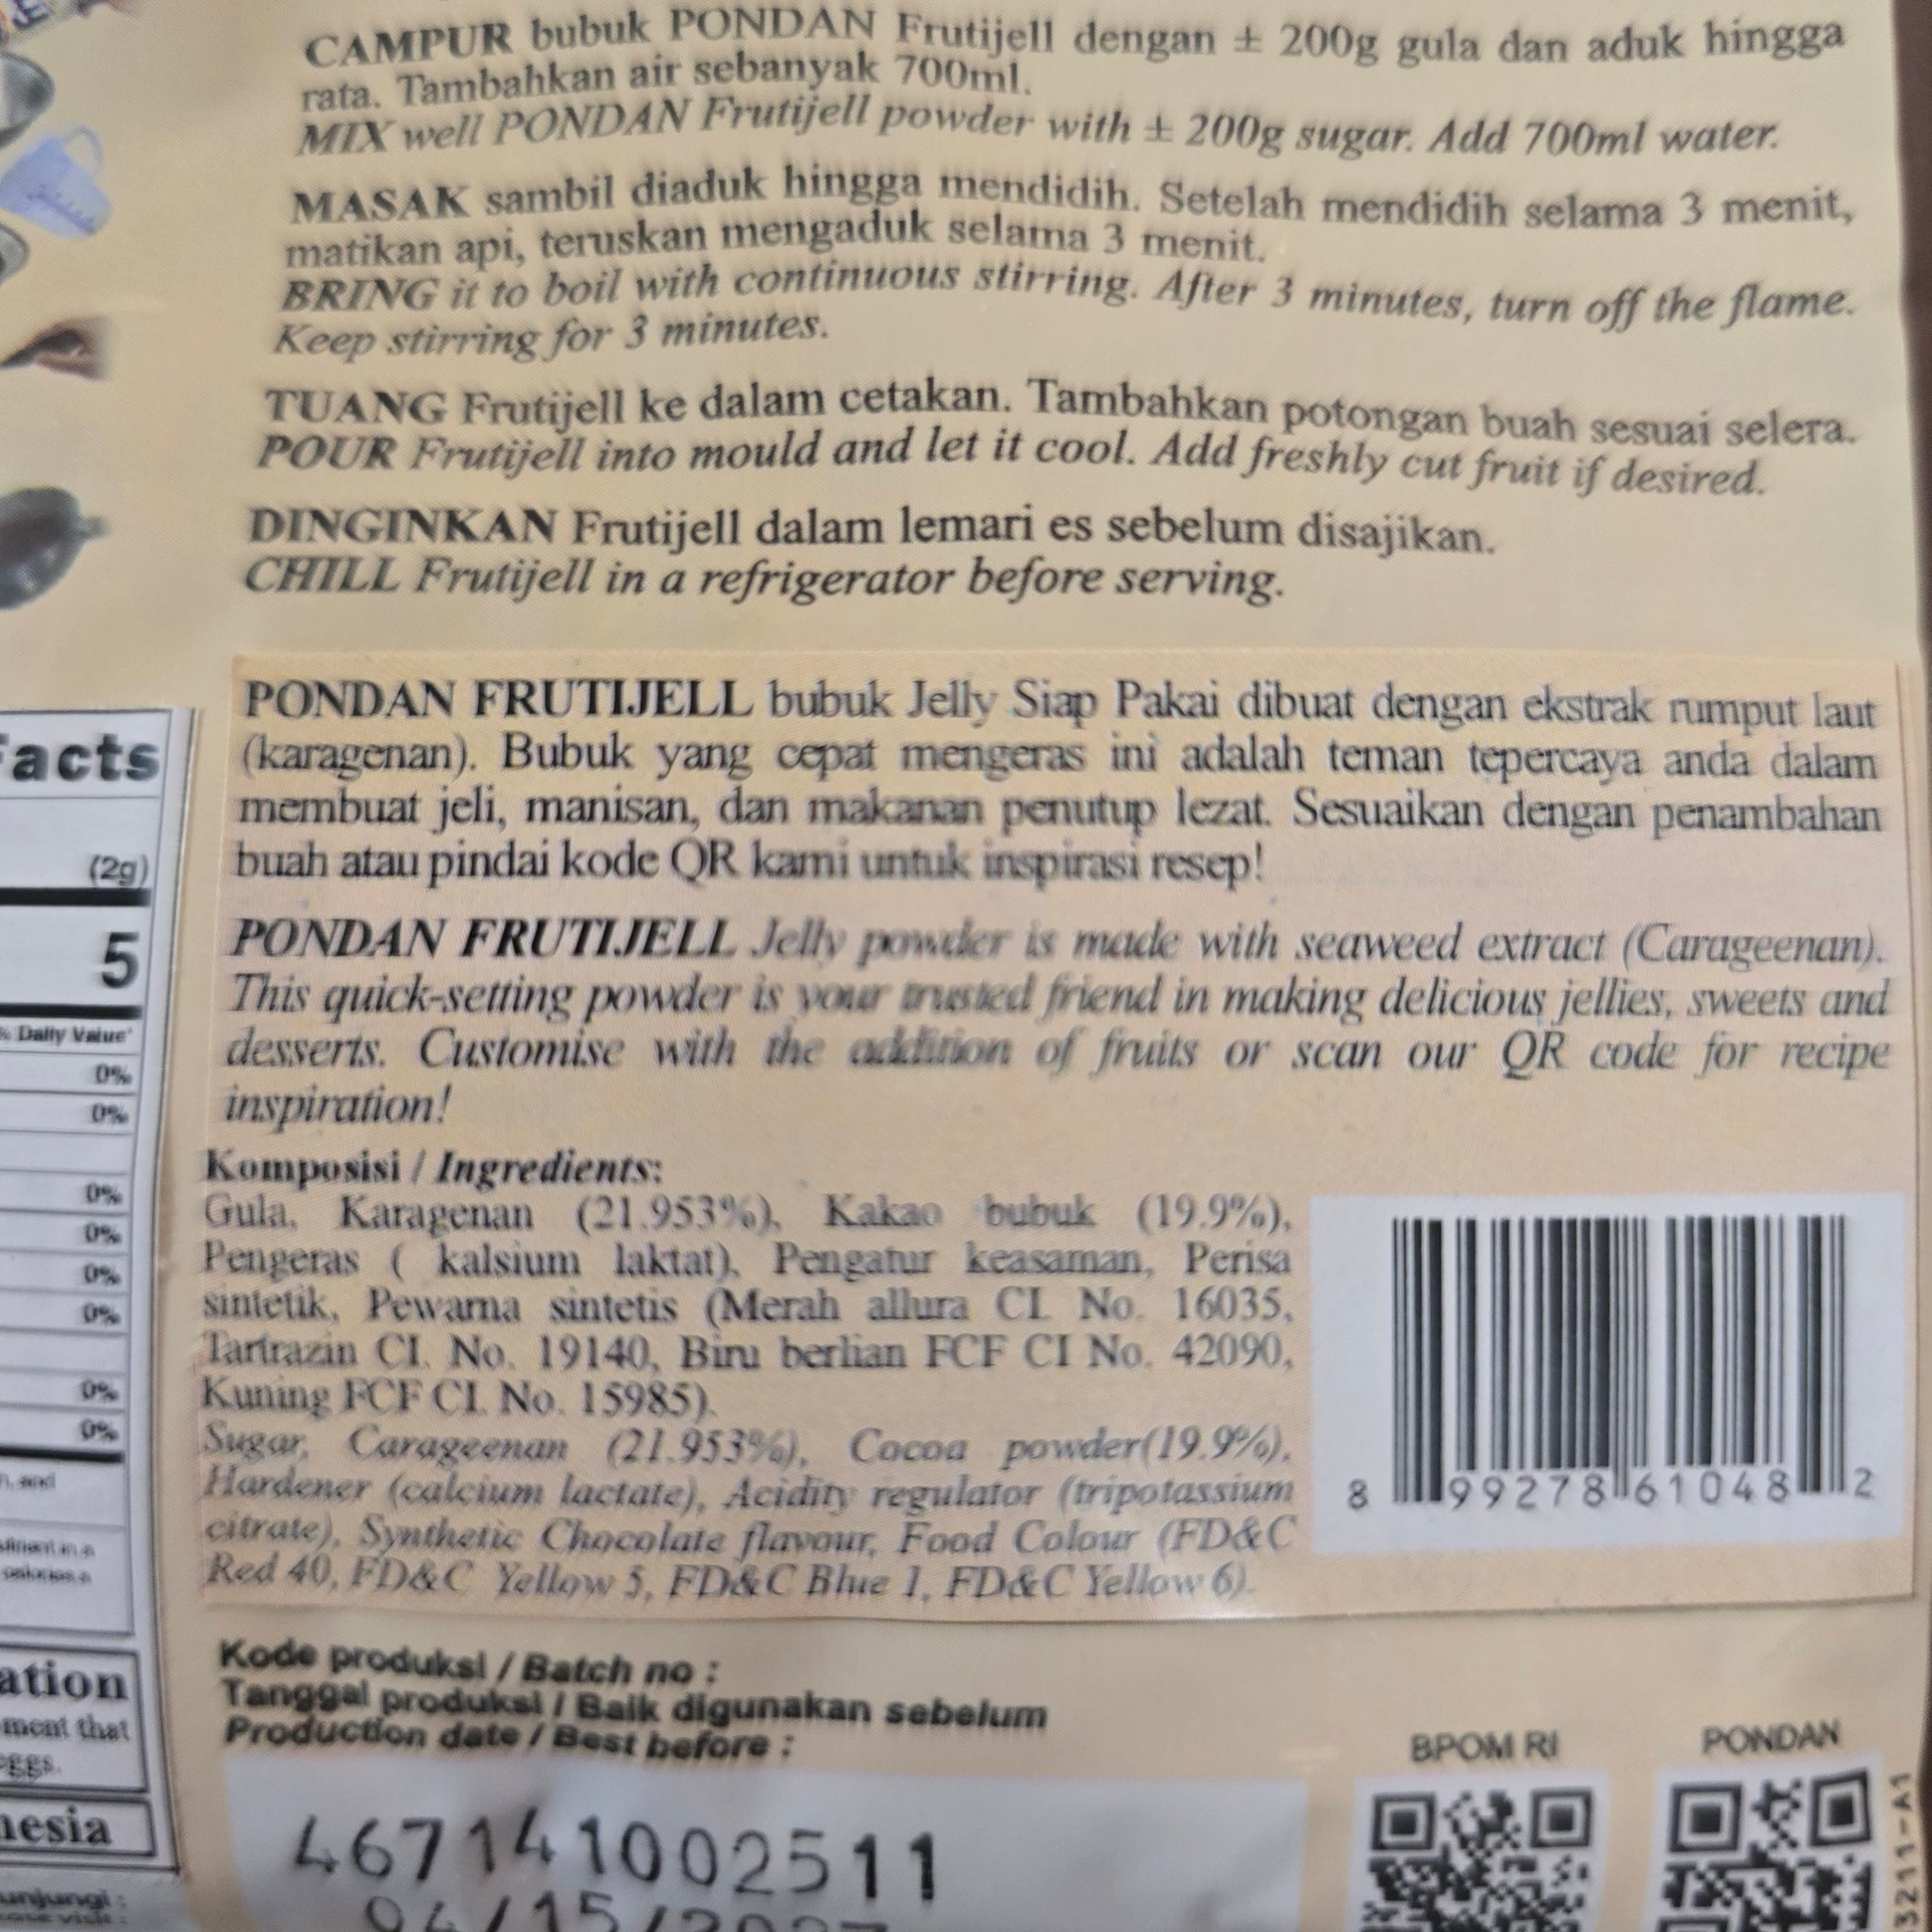 CAMPUR bubuk PONDAN Frutijell dengan ± 200g gula dan aduk hingga
rata. Tambahkan air sebanyak 700ml.
MIX well PONDAN Frutijell powder with ± 200g sugar. Add 700ml water.
MASAK sambil diaduk hingga mendidih. Setelah mendidih selama 3 menit,
matikan api, teruskan mengaduk selama 3 menit.
BRING it to boil with continuous stirring. After 3 minutes, turn off the flame.
Keep stirring for 3 minutes.
TUANG Frutijell ke dalam cetakan. Tambahkan potongan buah sesuai selera.
POUR Frutijell into mould and let it cool. Add freshly cut fruit if desired.
DINGINKAN Frutijell dalam lemari es sebelum disajikan.
CHILL Frutijell in a refrigerator before serving.
PONDAN FRUTIJELL bubuk Jelly Siap Pakai dibuat dengan ekstrak rumput laut
(karagenan). Bubuk yang cepat mengeras ini adalah teman tepercaya anda dalam
membuat jeli, manisan, dan makanan penutup lezat. Sesuaikan dengan penambahan
buah atau pindai kode QR kami untuk inspirasi resep!
PONDAN FRUTIJELL Jelly powder is made with seaweed extract (Carageenan).
This quick-setting powder is your trusted friend in making delicious jellies, sweets and
desserts. Customise with the addition of fruits or scan our QR code for recipe
inspiration!
Komposisi / Ingredients:
Gula, Karagenan (21.953%), Kakao bubuk (19.9%),
Pengeras ( kalsium laktat), Pengatur keasaman, Perisa
sintetik, Pewarna sintetis (Merah allura CI. No. 16035,
Tartrazin CI. No. 19140, Biru berlian FCF CI No. 42090,
Kuning FCF CI. No. 15985).
Sugar, Carageenan (21.953%), Cocoa powder(19.9%),
Hardener (calcium lactate), Acidity regulator (tripotassium
citrate), Synthetic Chocolate flavour, Food Colour (FD&C
Red 40, FD&C Yellow 5, FD&C Blue 1, FD&C Yellow 6).
8 992786 61048 2
Kode produksi / Batch no :
Tanggal produksi / Baik digunakan sebelum
Production date / Best before :
467141002511
BPOM RI
PONDAN
3211-A1
acts
(2g)
5
% Daily Value*
0%
0%
0%
0%
0%
0%
0%
0%
ation
ment that
eggs.
nesia
unjungi :